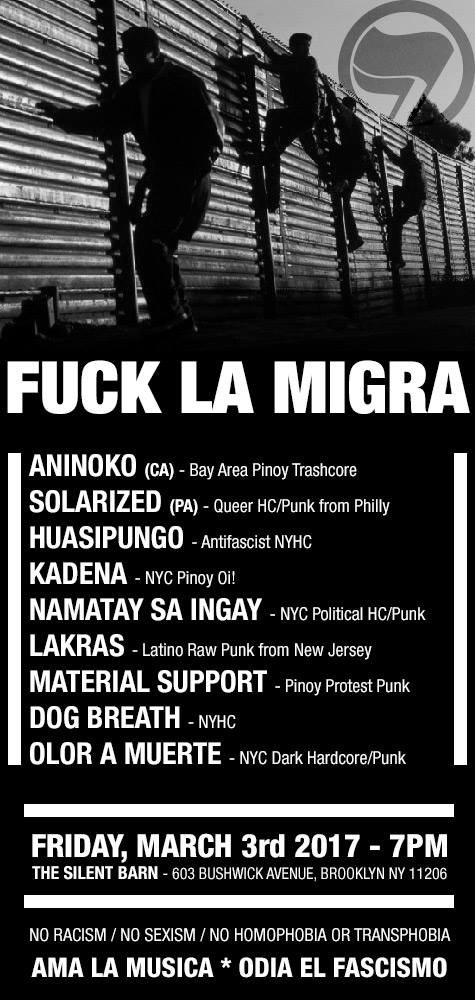 FUCK LA MIGRA
ANINOKO (CA) - Bay Area Pinoy Trashcore
SOLARIZED (PA) - Queer HC/Punk from Philly
HUASIPUNGO - Antifascist NYHC
KADENA - NYC Pinoy Oi!
NAMATAY SA INGAY - NYC Political HC/Punk
LAKRAS - Latino Raw Punk from New Jersey
MATERIAL SUPPORT - Pinoy Protest Punk
DOG BREATH - NYHC
OLOR A MUERTE - NYC Dark Hardcore/Punk
FRIDAY, MARCH 3rd 2017 - 7PM
THE SILENT BARN - 603 BUSHWICK AVENUE, BROOKLYN NY 11206
NO RACISM / NO SEXISM / NO HOMOPHOBIA OR TRANSPHOBIA
AMA LA MUSICA * ODIA EL FASCISMO